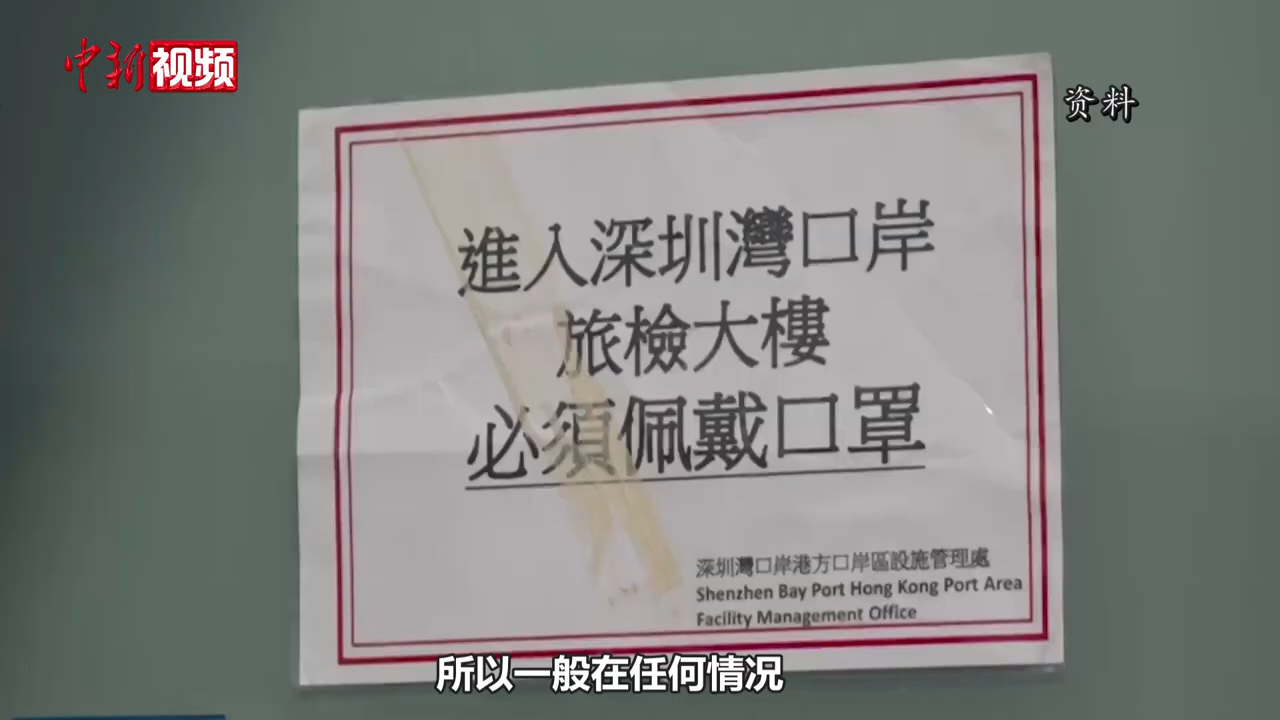 中新视频
资料
進入深圳灣口岸
旅檢大樓
必須佩戴口罩
深圳灣口岸港方口岸區設施管理處
Shenzhen Bay Port Hong Kong Port Area
Facility Management Office
所以一般在任何情况